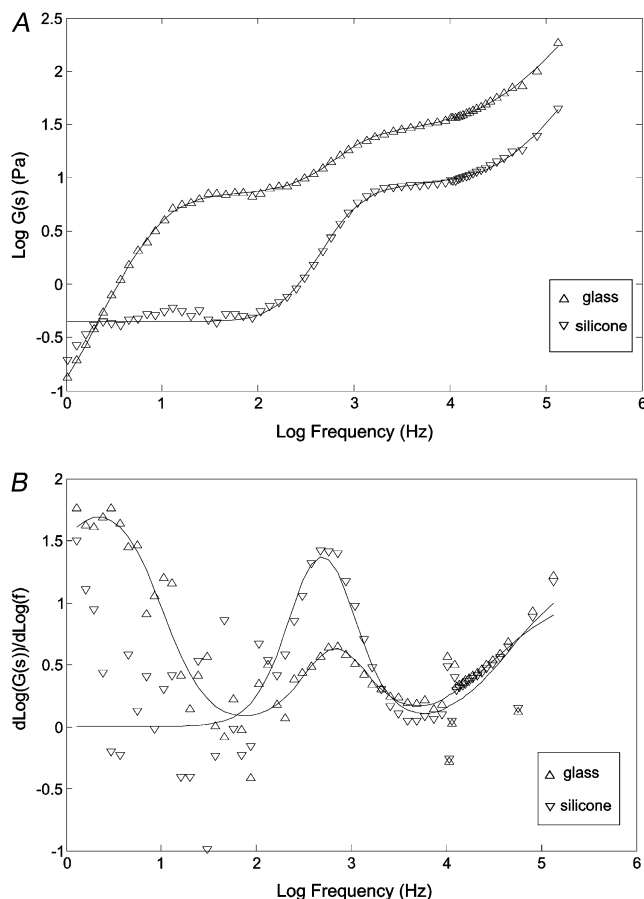 A
2.5
2
1.5
1
0.5
0
-0.5
-1
Log G(s) (Pa)
0 1 2 3 4 5 6
Log Frequency (Hz)
glass
silicone
B
2
1.5
1
0.5
0
-0.5
-1
dLog(G(s))/dLog(f)
0 1 2 3 4 5 6
Log Frequency (Hz)
glass
silicone